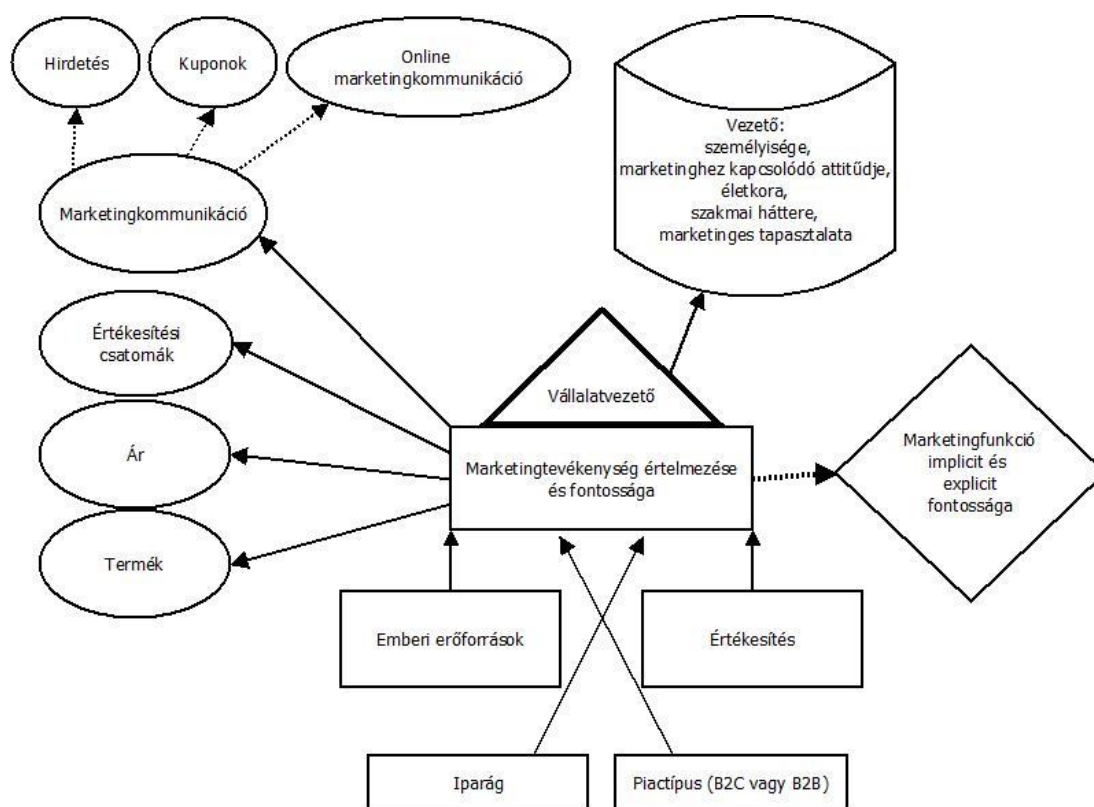 Hirdetés
Kuponok
Online
marketingkommunikáció
Vezető:
személyisége,
marketinghez kapcsolódó attitűdje,
életkora,
szakmai háttere,
marketinges tapasztalata
Marketingkommunikáció
Értékesítési
csatornák
Vállalatvezető
Ár
Marketingtevékenység értelmezése
és fontossága
Marketingfunkció
implicit és
explicit
fontossága
Termék
Emberi erőforrások
Értékesítés
Iparág
Piactípus (B2C vagy B2B)